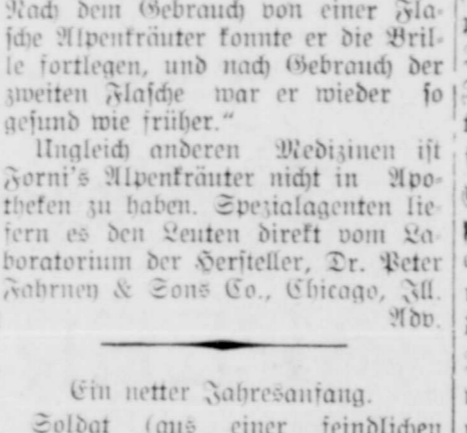 Nach dem Gebrauch von einer Fla-
sche Alpenkräuter konnte er die Bril-
le fortlegen, und nach Gebrauch der
zweiten Flasche war er wieder so
gesund wie früher.“
Ungleich anderen Medizinen ist
Forni's Alpenkräuter nicht in Apo-
theken zu haben. Spezialagenten lie-
fern es den Leuten direkt vom La-
boratorium der Hersteller, Dr. Peter
Fahrney & Sons Co., Chicago, Ill.
Adv.
Ein netter Jahresanfang.
Soldat (aus einer feindlichen